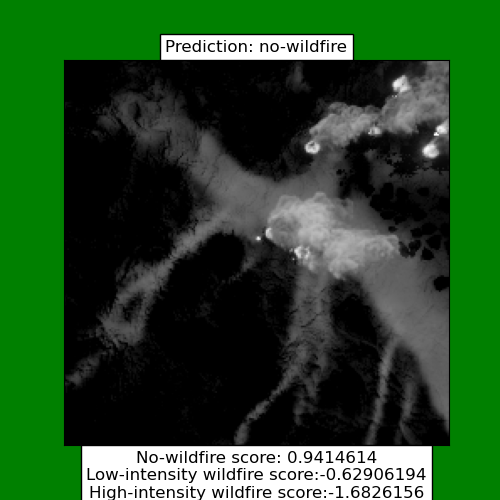 Prediction: no-wildfire
No-wildfire score: 0.9414614
Low-intensity wildfire score:-0.62906194
High-intensity wildfire score:-1.6826156